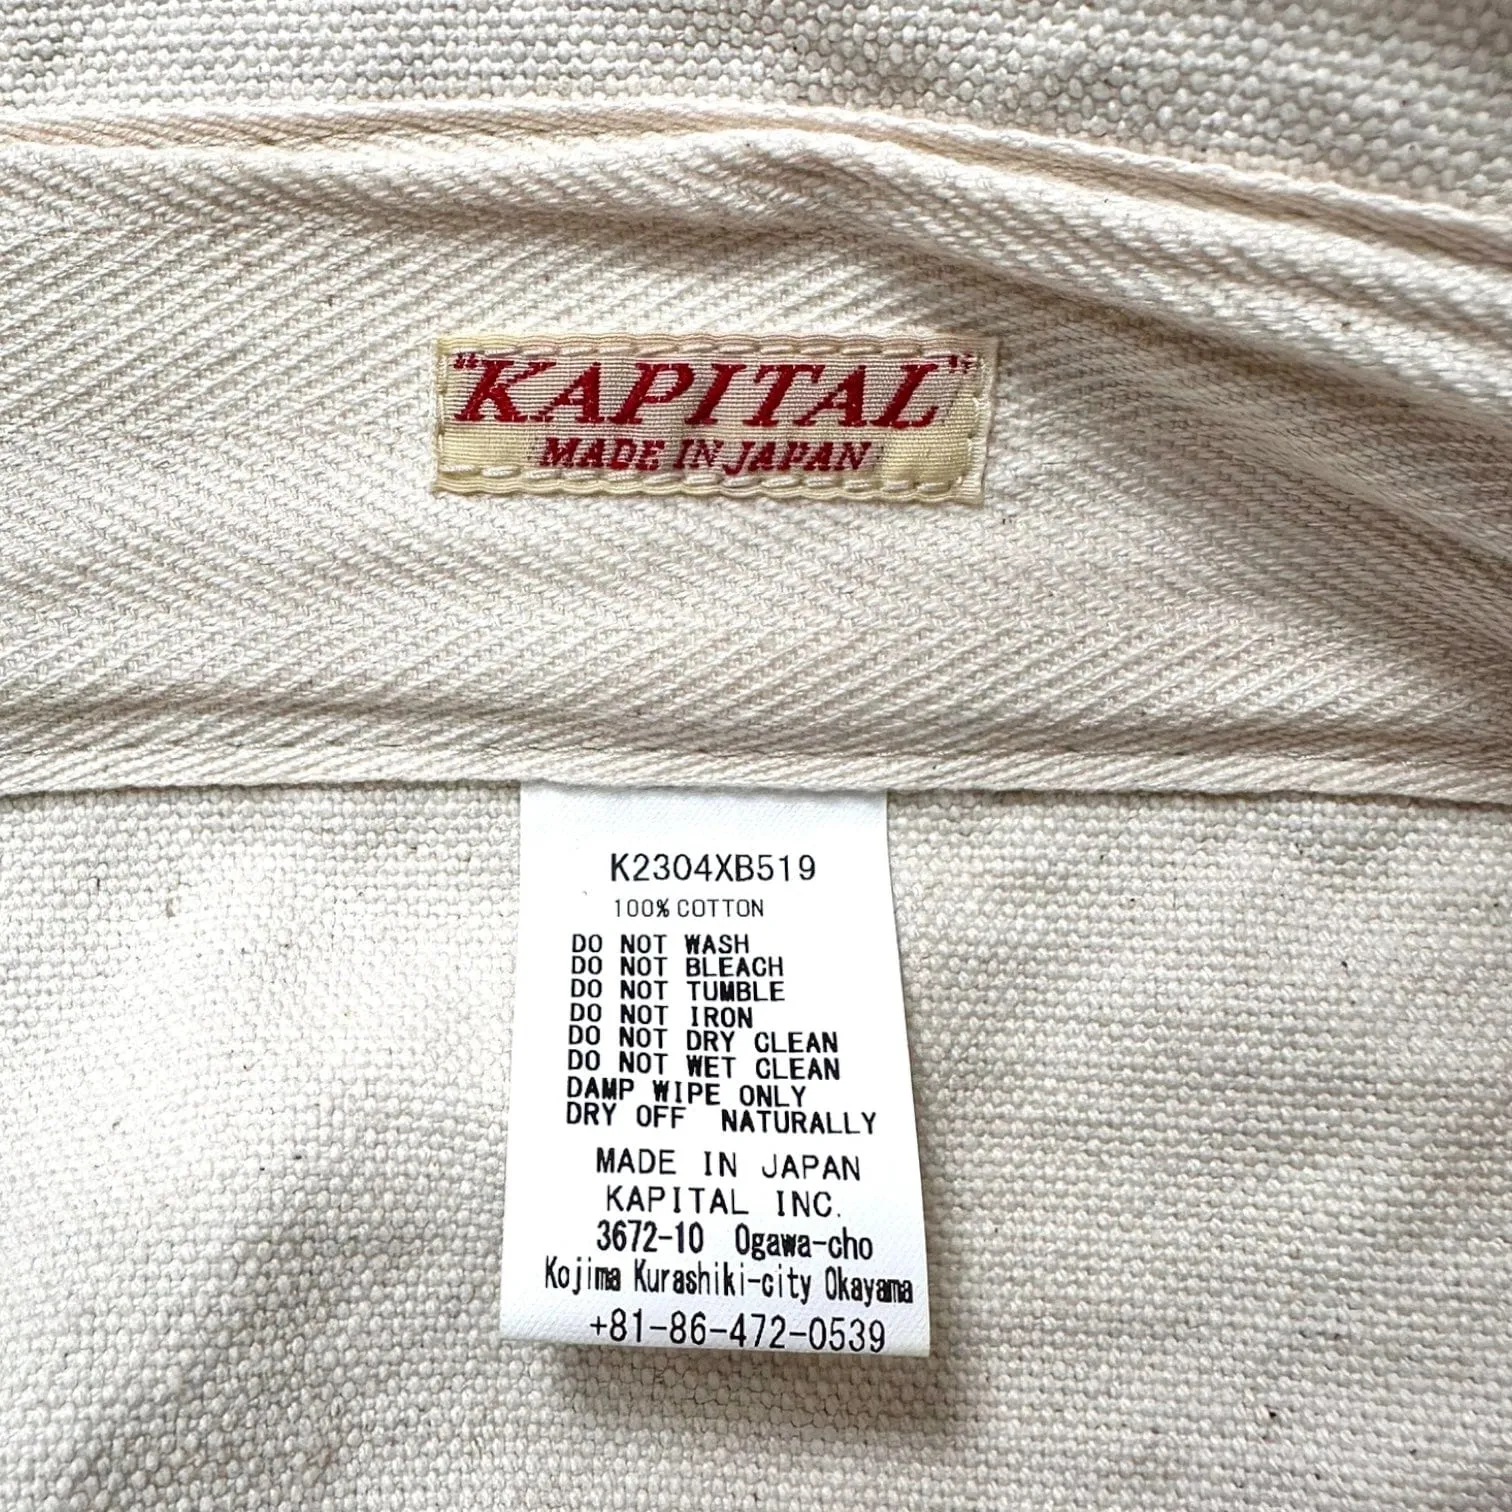 "KAPITAL"
MADE IN JAPAN
K2304XB519
100% COTTON
DO NOT WASH
DO NOT BLEACH
DO NOT TUMBLE
DO NOT IRON
DO NOT DRY CLEAN
DO NOT WET CLEAN
DAMP WIPE ONLY
DRY OFF NATURALLY
MADE IN JAPAN
KAPITAL INC.
3672-10 Ogawa-cho
Kojima Kurashiki-city Okayama
+81-86-472-0539